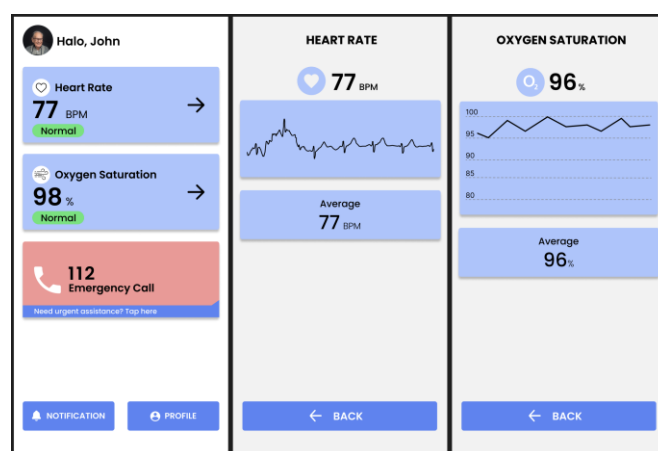 Halo, John
Heart Rate
77 BPM
Normal
Oxygen Saturation
98 %
Normal
112
Emergency Call
Need urgent assistance? Tap here
NOTIFICATION
PROFILE
HEART RATE
77 BPM
Average
77 BPM
BACK
OXYGEN SATURATION
O₂ 96%
100
95
90
85
80
Average
96%
BACK